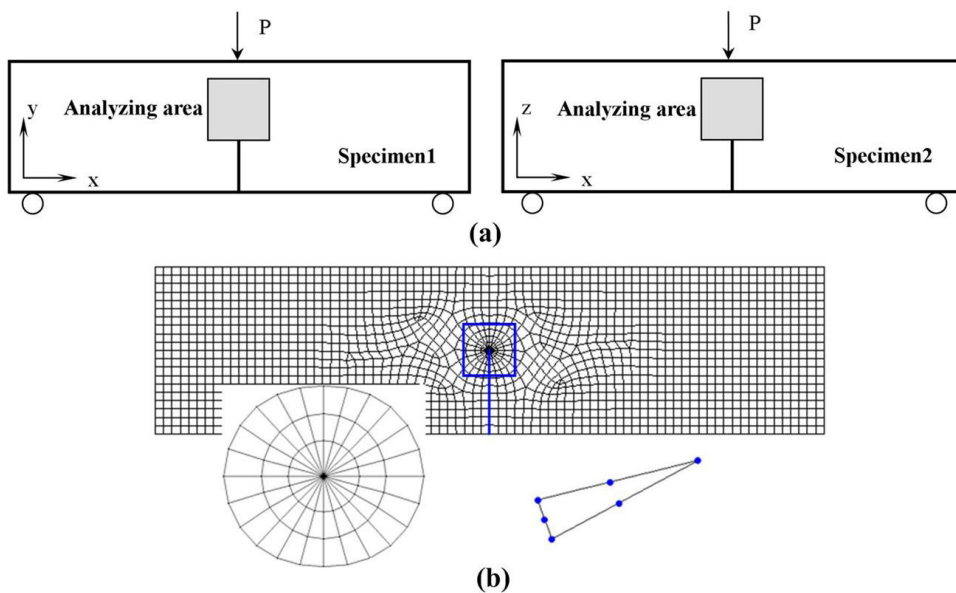 P
P
Analyzing area
Analyzing area
y
z
Specimen1
Specimen2
x
x
(a)
(b)